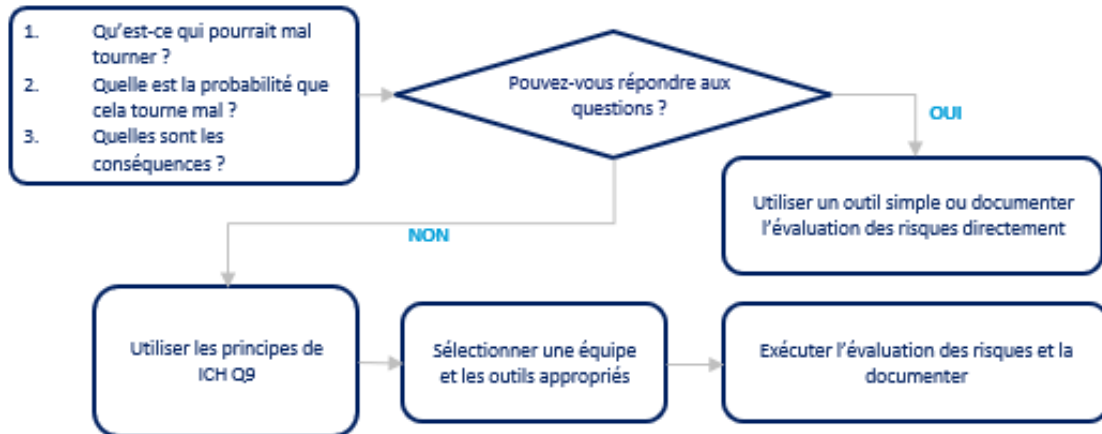 1. Qu'est-ce qui pourrait mal
tourner ?
2. Quelle est la probabilité que
cela tourne mal ?
3. Quelles sont les
conséquences ?
Pouvez-vous répondre aux
questions ?
OUI
Utiliser un outil simple ou documenter
l'évaluation des risques directement
NON
Utiliser les principes de
ICH Q9
Sélectionner une équipe
et les outils appropriés
Exécuter l'évaluation des risques et la
documenter